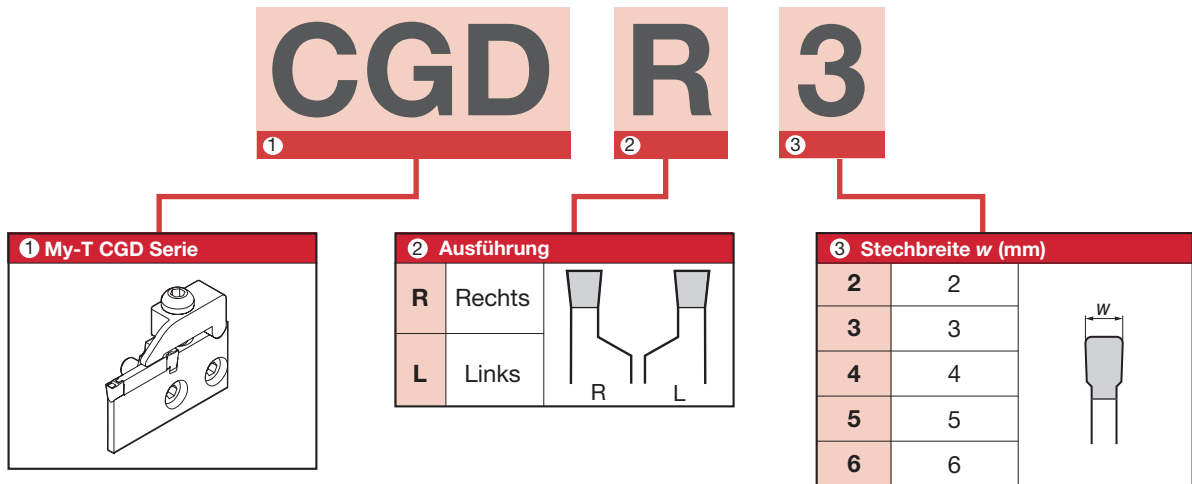 CGD R 3
① ② ③
① My-T CGD Serie
② Ausführung
R Rechts
L Links
R L
③ Stechbreite w (mm)
2 2
3 3
4 4
5 5
6 6
w